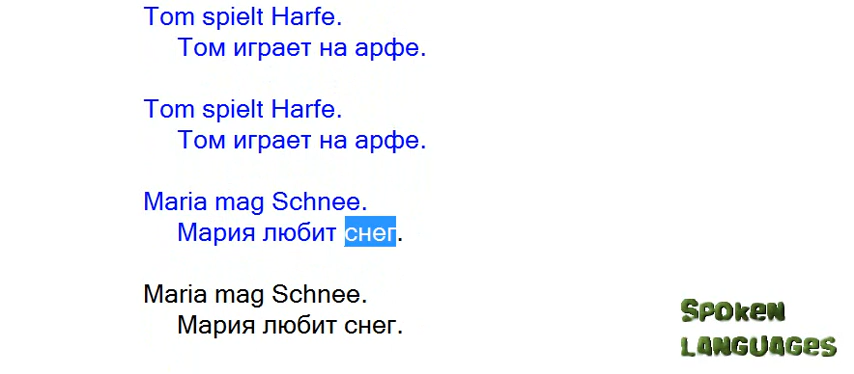 Tom spielt Harfe.
Том играет на арфе.
Tom spielt Harfe.
Том играет на арфе.
Maria mag Schnee.
Мария любит снег.
Maria mag Schnee.
Мария любит снег.
Spoken
Languages